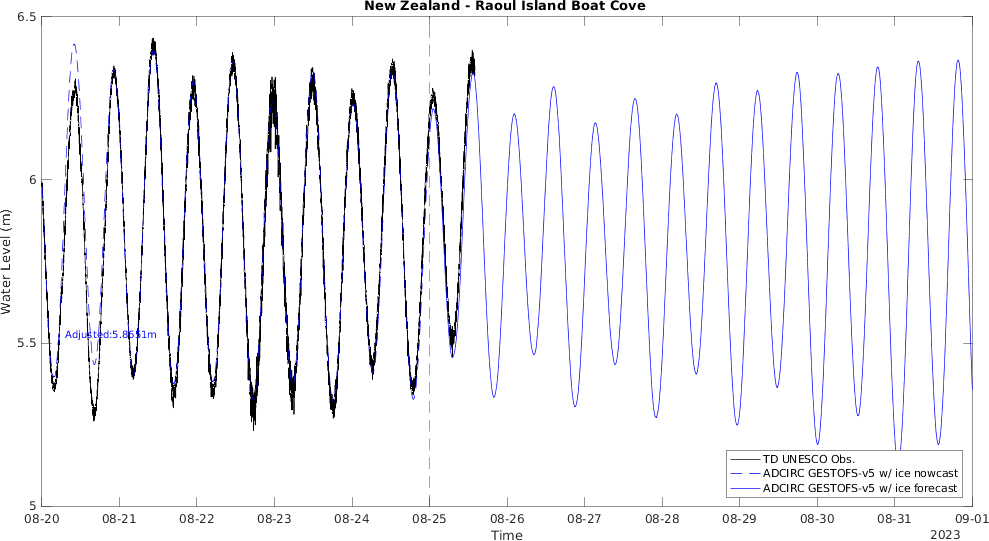 New Zealand - Raoul Island Boat Cove
Water Level (m)
6.5
6
5.5
5
Adjusted:5.8651m
TD UNESCO Obs.
ADCIRC GESTOFS-v5 w/ ice nowcast
ADCIRC GESTOFS-v5 w/ ice forecast
08-20 08-21 08-22 08-23 08-24 08-25 08-26 08-27 08-28 08-29 08-30 08-31 09-01
Time
2023